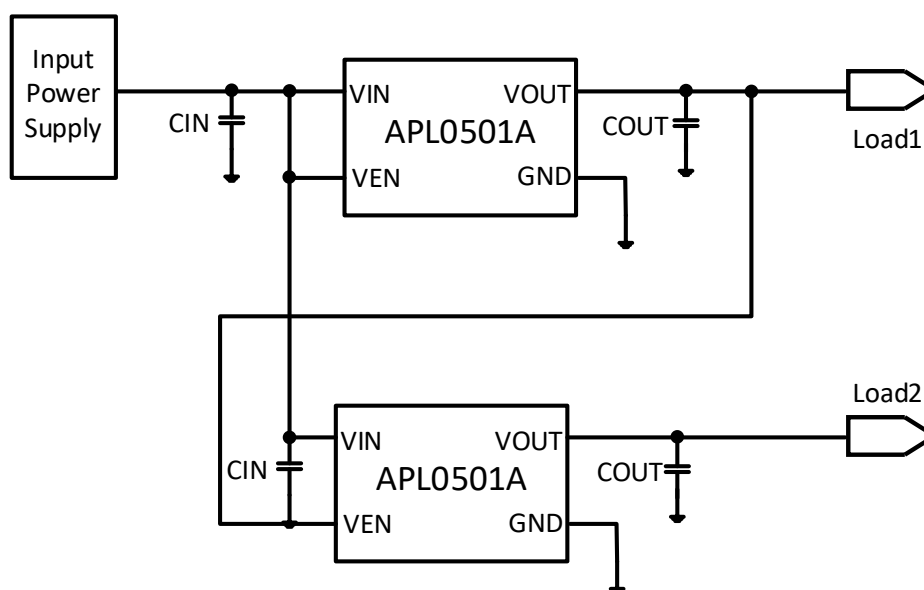 Input
Power
Supply
CIN
VIN
VOUT
APL0501A
VEN
GND
COUT
Load1
Load2
VIN
VOUT
CIN
APL0501A
COUT
VEN
GND